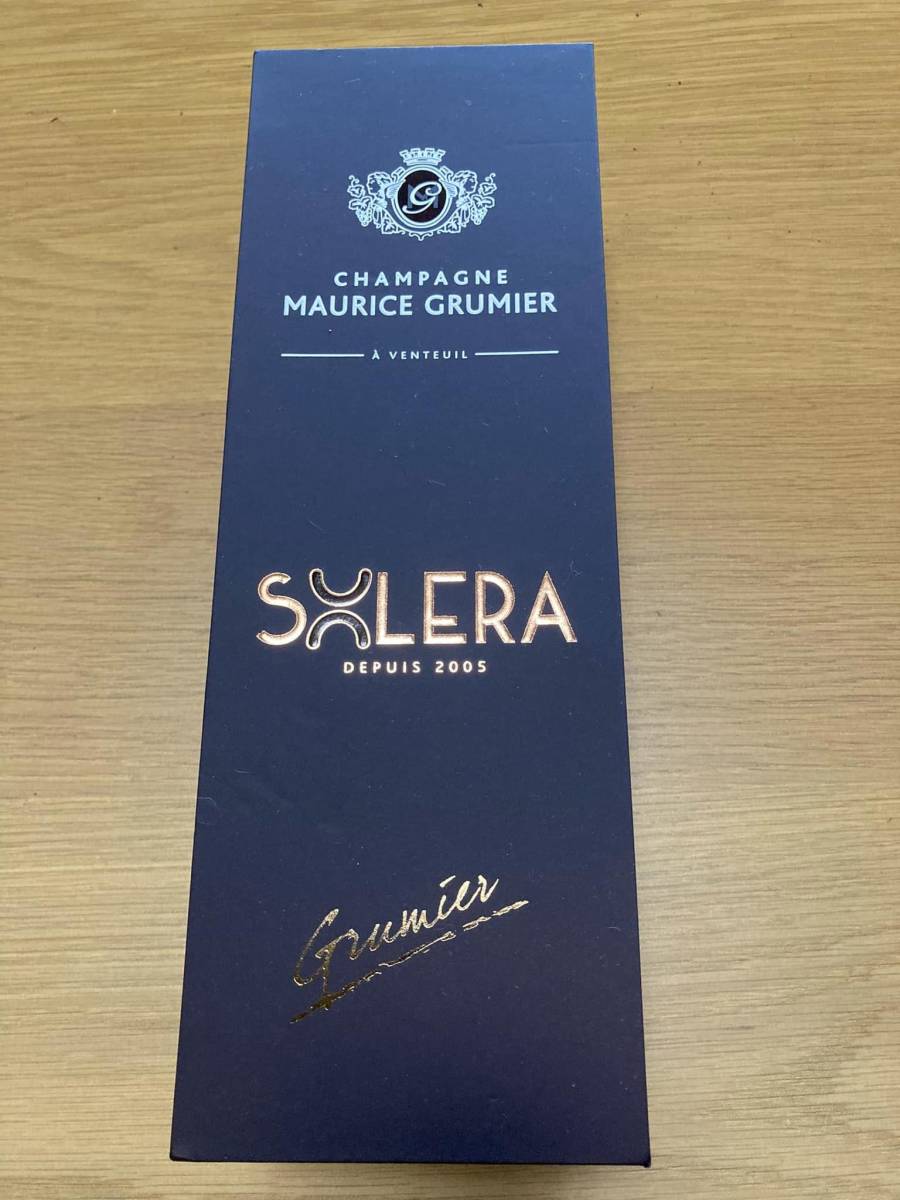 G
CHAMPAGNE
MAURICE GRUMIER
À VENTEUIL
SOLERA
DEPUIS 2005
Grumier